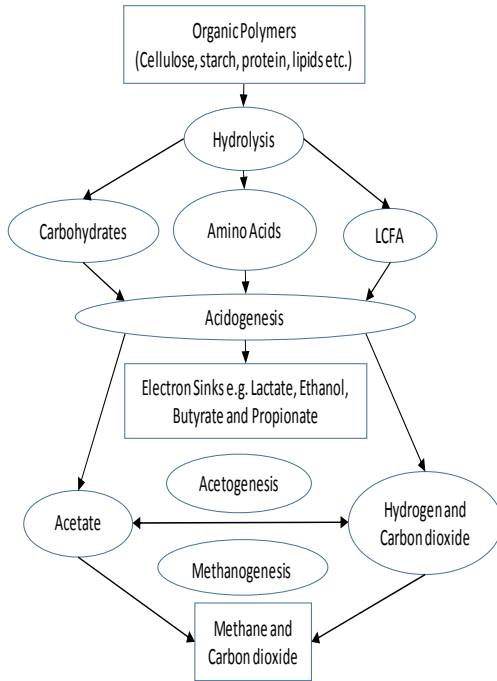 Organic Polymers
(Cellulose, starch, protein, lipids etc.)
Hydrolysis
Carbohydrates
Amino Acids
LCFA
Acidogenesis
Electron Sinks e.g. Lactate, Ethanol,
Butyrate and Propionate
Acetogenesis
Acetate
Hydrogen and
Carbon dioxide
Methanogenesis
Methane and
Carbon dioxide